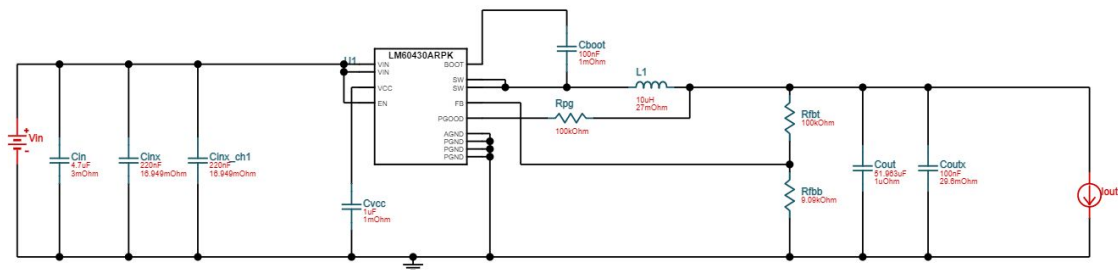 LM60430ARPK
U1
VIN
VIN
VCC
EN
BOOT
SW
SW
FB
PGOOD
AGND
PGND
PGND
PGND
Cboot
100nF
1mOhm
L1
10uH
27mOhm
Rpg
100kOhm
Vin
Cin
4.7uF
3mOhm
Cinx
220nF
16.949mOhm
Cinx_ch1
220nF
16.949mOhm
Cvcc
1uF
1mOhm
Rfbt
100kOhm
Rfbb
9.09kOhm
Cout
51.963uF
1uOhm
Coutx
100nF
29.6mOhm
Iout